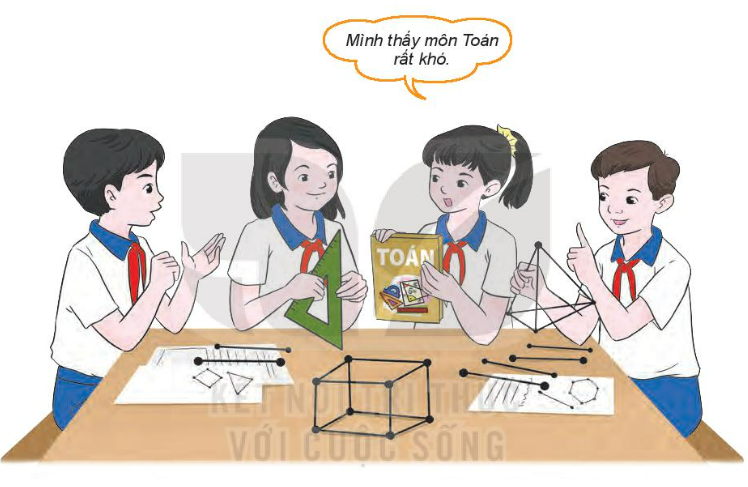 Mình thấy môn Toán
rất khó.
TOÁN
KẾT NỐI TRI THỨC
VỚI CUỘC SỐNG